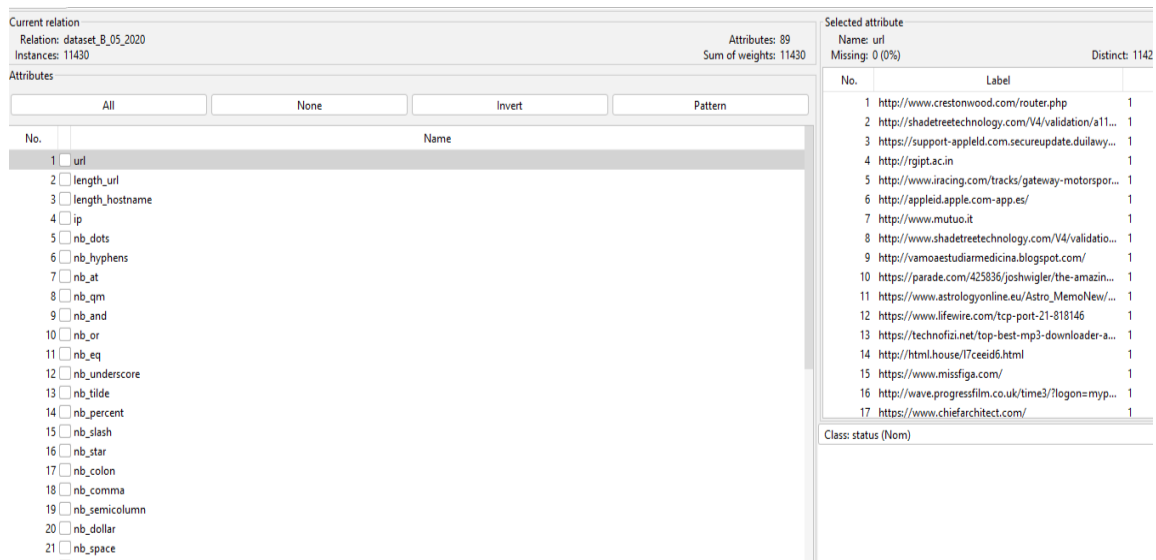 Current relation
Relation: dataset_B_05_2020 Attributes: 89
Instances: 11430 Sum of weights: 11430
Attributes
All None Invert Pattern
No. Name
1 url
2 length_url
3 length_hostname
4 ip
5 nb_dots
6 nb_hyphens
7 nb_at
8 nb_qm
9 nb_and
10 nb_or
11 nb_eq
12 nb_underscore
13 nb_tilde
14 nb_percent
15 nb_slash
16 nb_star
17 nb_colon
18 nb_comma
19 nb_semicolumn
20 nb_dollar
21 nb_space
Selected attribute
Name: url
Missing: 0 (0%) Distinct: 1142
No. Label
1 http://www.crestonwood.com/router.php 1
2 http://shadetreetechnology.com/V4/validation/a11... 1
3 https://support-appleld.com.secureupdate.duilawy... 1
4 http://rgipt.ac.in 1
5 http://www.iracing.com/tracks/gateway-motorspor... 1
6 http://appleid.apple.com-app.es/ 1
7 http://www.mutuo.it 1
8 http://www.shadetreetechnology.com/V4/validatio... 1
9 http://vamoaestudiarmedicina.blogspot.com/ 1
10 https://parade.com/425836/joshwigler/the-amazin... 1
11 https://www.astrologyonline.eu/Astro_MemoNew/... 1
12 https://www.lifewire.com/tcp-port-21-818146 1
13 https://technofizi.net/top-best-mp3-downloader-a... 1
14 http://html.house/l7ceeid6.html 1
15 https://www.missfiga.com/ 1
16 http://wave.progressfilm.co.uk/time3/?logon=myp... 1
17 https://www.chiefarchitect.com/ 1
Class: status (Nom)